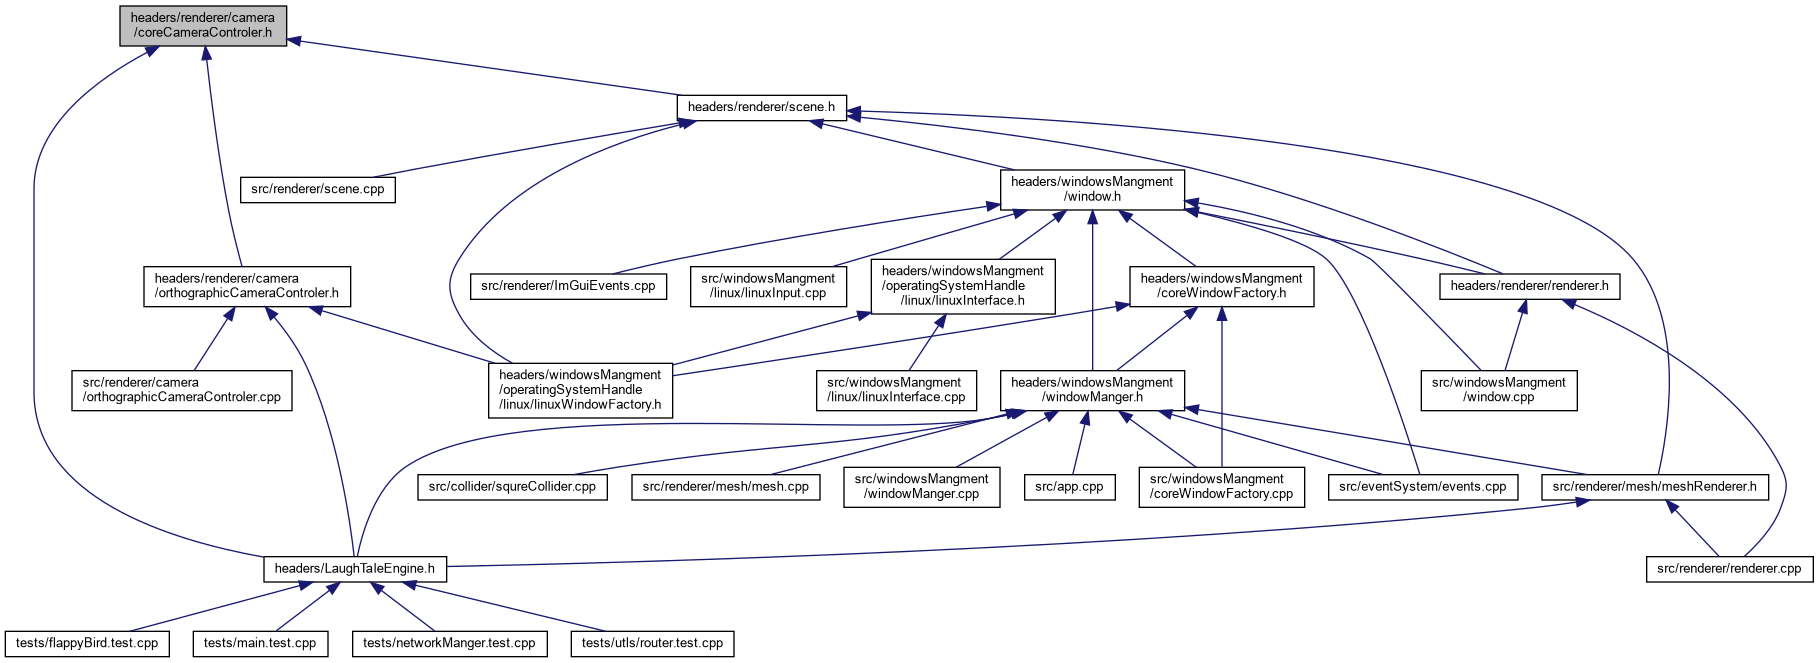 headers/renderer/camera
/coreCameraControler.h
headers/renderer/scene.h
src/renderer/scene.cpp
headers/windowsMangment
/window.h
headers/renderer/camera
/orthographicCameraControler.h
src/renderer/ImGuiEvents.cpp
src/windowsMangment
/linux/linuxInput.cpp
headers/windowsMangment
/operatingSystemHandle
/linux/linuxInterface.h
headers/windowsMangment
/coreWindowFactory.h
headers/renderer/renderer.h
src/renderer/camera
/orthographicCameraControler.cpp
headers/windowsMangment
/operatingSystemHandle
/linux/linuxWindowFactory.h
src/windowsMangment
/linux/linuxInterface.cpp
headers/windowsMangment
/windowManger.h
src/windowsMangment
/window.cpp
src/collider/squreCollider.cpp
src/renderer/mesh/mesh.cpp
src/windowsMangment
/windowManger.cpp
src/app.cpp
src/windowsMangment
/coreWindowFactory.cpp
src/eventSystem/events.cpp
src/renderer/mesh/meshRenderer.h
headers/LaughTaleEngine.h
src/renderer/renderer.cpp
tests/flappyBird.test.cpp
tests/main.test.cpp
tests/networkManger.test.cpp
tests/utls/router.test.cpp